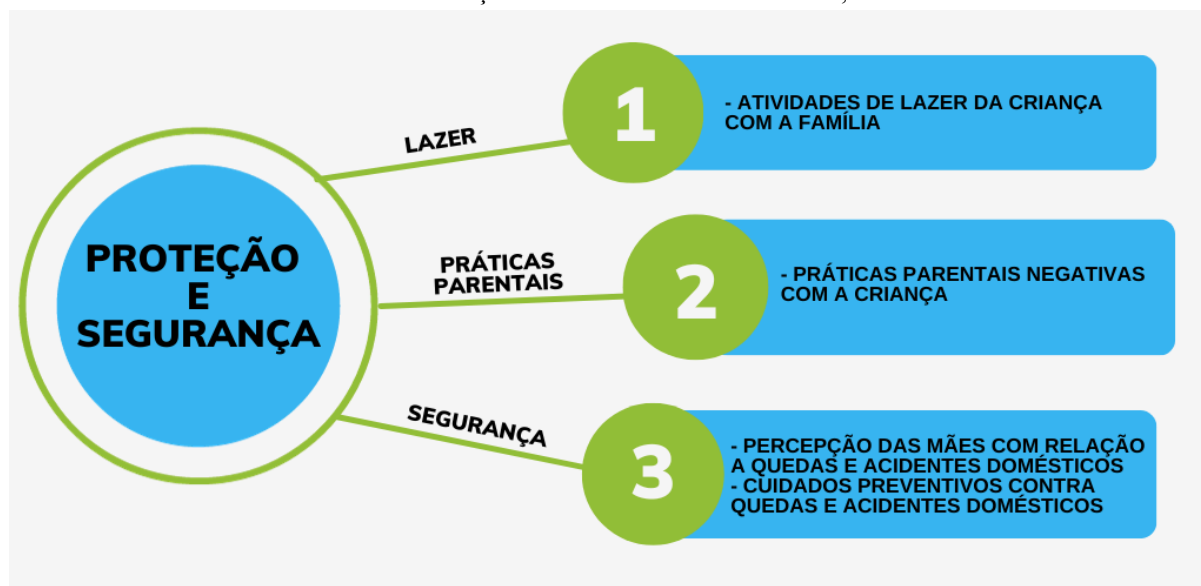 PROTEÇÃO
E
SEGURANÇA
LAZER
1
- ATIVIDADES DE LAZER DA CRIANÇA
COM A FAMÍLIA
PRÁTICAS
PARENTAIS
2
- PRÁTICAS PARENTAIS NEGATIVAS
COM A CRIANÇA
SEGURANÇA
3
- PERCEPÇÃO DAS MÃES COM RELAÇÃO
A QUEDAS E ACIDENTES DOMÉSTICOS
- CUIDADOS PREVENTIVOS CONTRA
QUEDAS E ACIDENTES DOMÉSTICOS